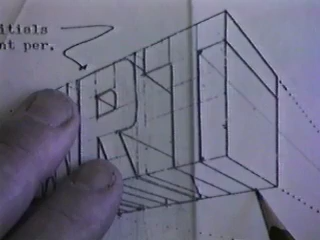 itials
nt per.
R